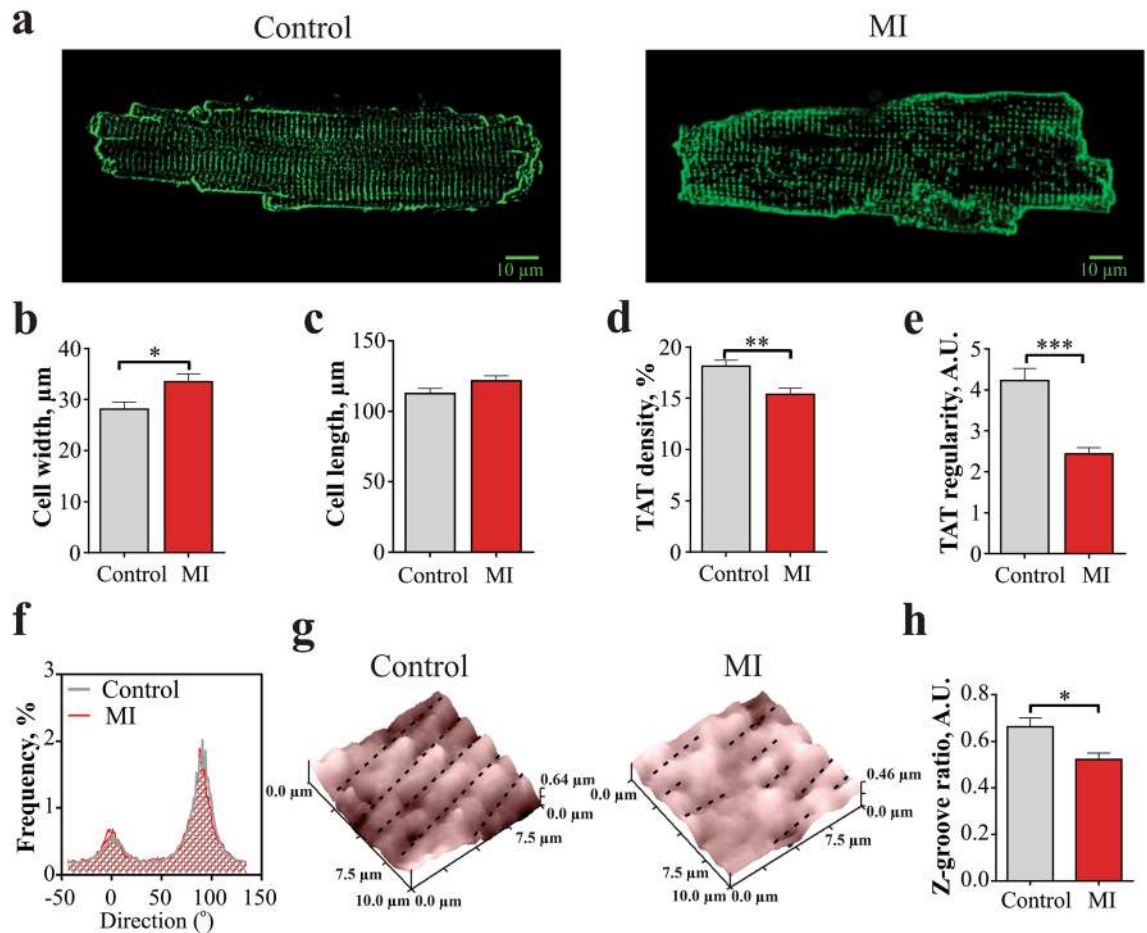 a
Control
MI
10 µm
10 µm
b
Cell width, µm
40
30
20
10
0
*
Control MI
c
Cell length, µm
150
100
50
0
Control MI
d
TAT density, %
20
15
10
5
0
**
Control MI
e
TAT regularity, A.U.
5
4
3
2
1
0
***
Control MI
f
Frequency, %
3
2
1
0
Control
MI
-50 0 50 100 150
Direction (°)
g
Control
0.0 µm
7.5 µm
10.0 µm
0.0 µm
7.5 µm
0.64 µm
0.0 µm
MI
0.0 µm
7.5 µm
10.0 µm
0.0 µm
7.5 µm
0.46 µm
0.0 µm
h
Z-groove ratio, A.U.
0.8
0.6
0.4
0.2
0.0
*
Control MI